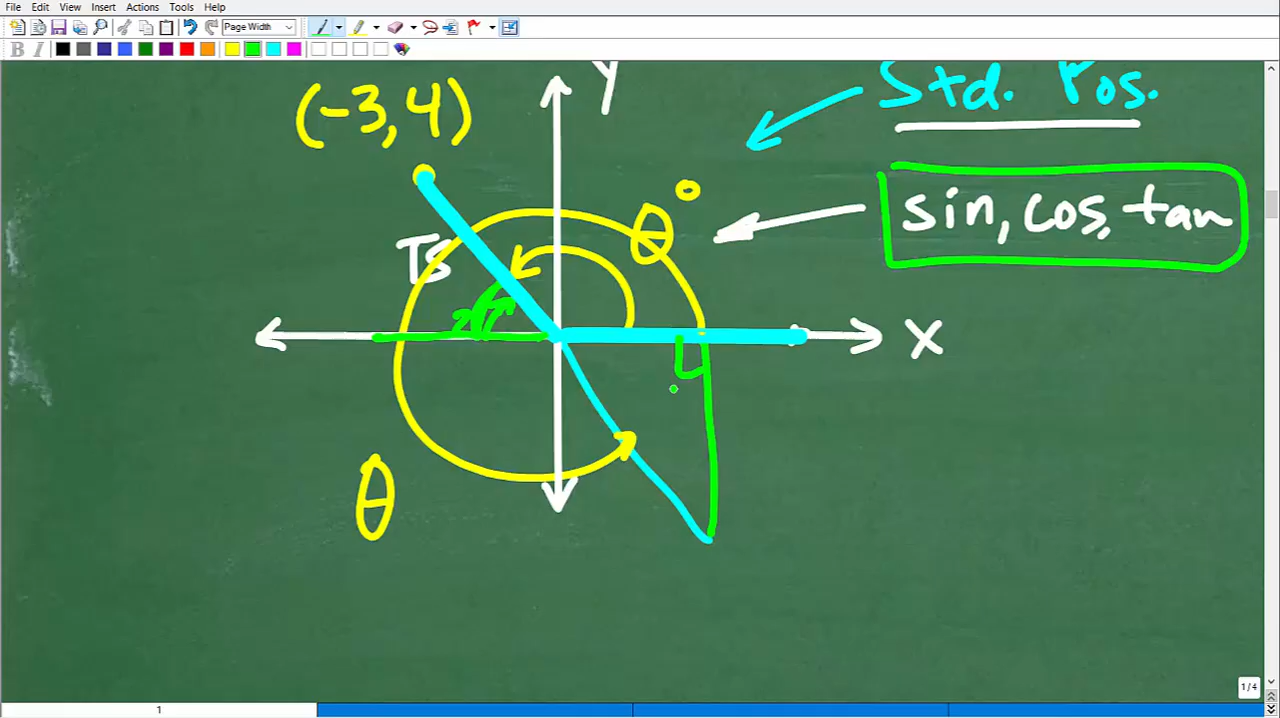 File Edit View Insert Actions Tools Help
Page Width
B I
y
Std. Pos.
(-3,4)
θ°
sin, cos, tan
TS
x
θ
1/4
1